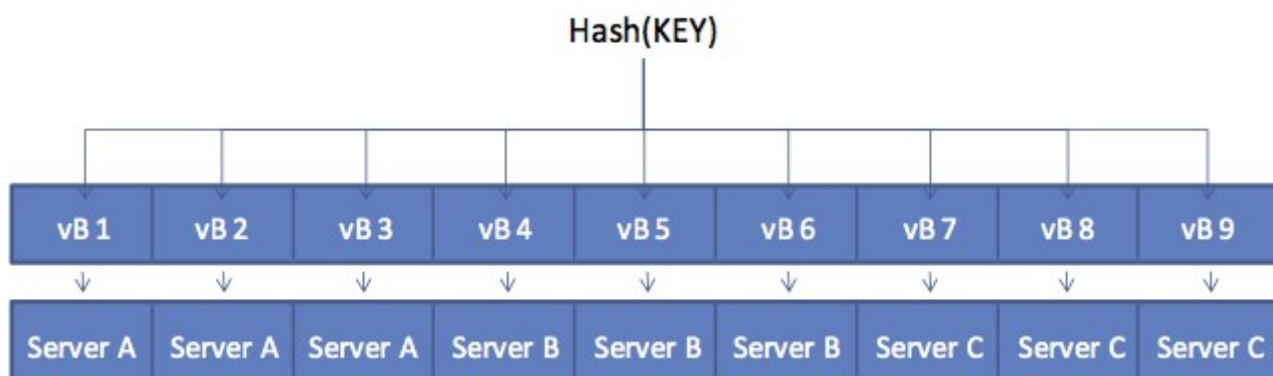 Hash(KEY)
vB 1 vB 2 vB 3 vB 4 vB 5 vB 6 vB 7 vB 8 vB 9
Server A Server A Server A Server B Server B Server B Server C Server C Server C